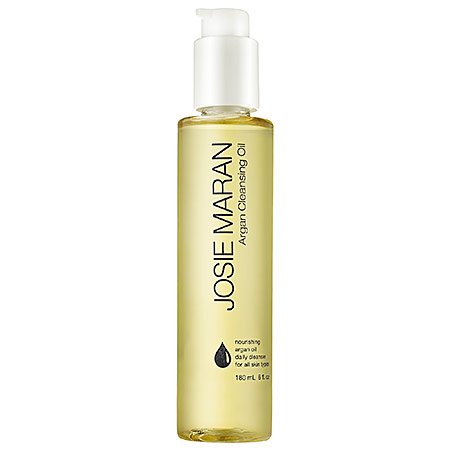 JOSIE MARAN
Argan Cleansing Oil
nourishing
argan oil
daily cleanser
for all skin types
180 mL 6 fl. oz